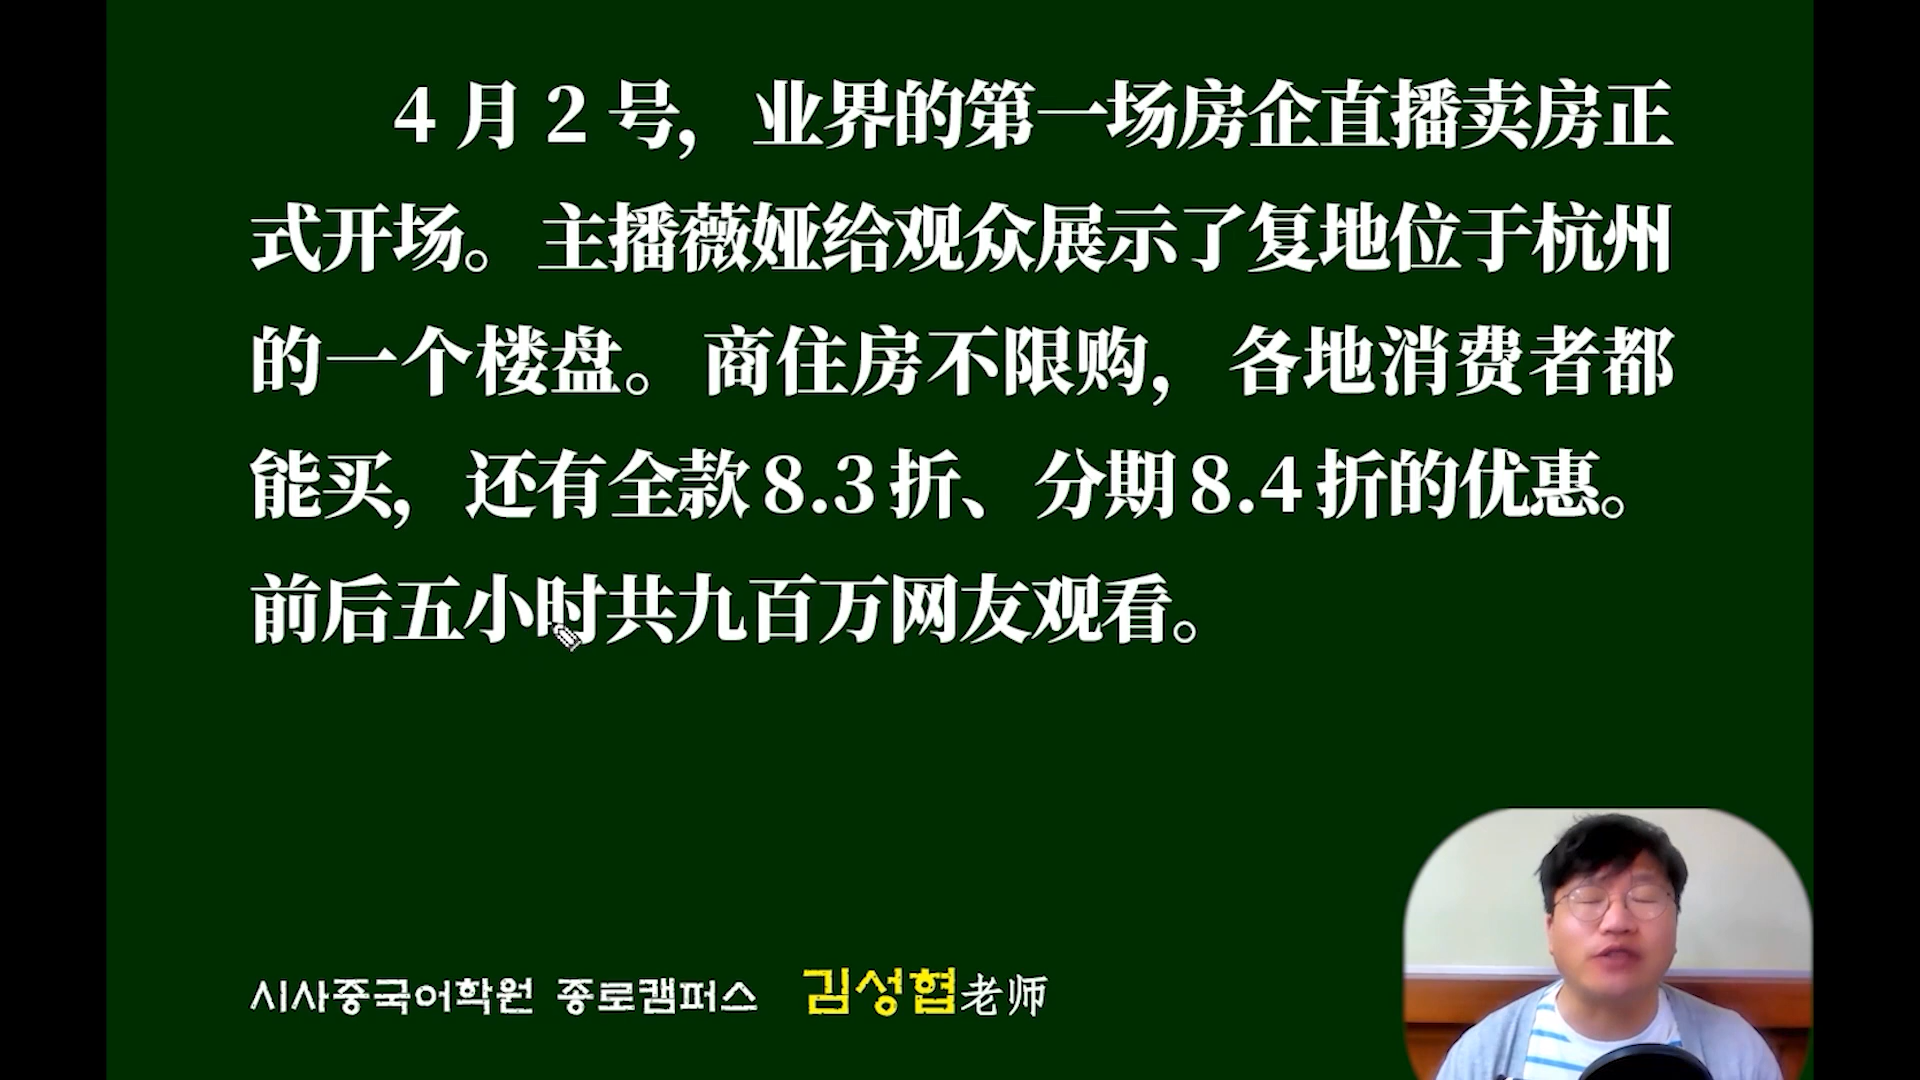 4月2号，业界的第一场房企直播卖房正
式开场。主播薇娅给观众展示了复地位于杭州
的一个楼盘。商住房不限购，各地消费者都
能买，还有全款8.3折、分期8.4折的优惠。
前后五小时共九百万网友观看。
시사중국어학원 종로캠퍼스 김성협老师